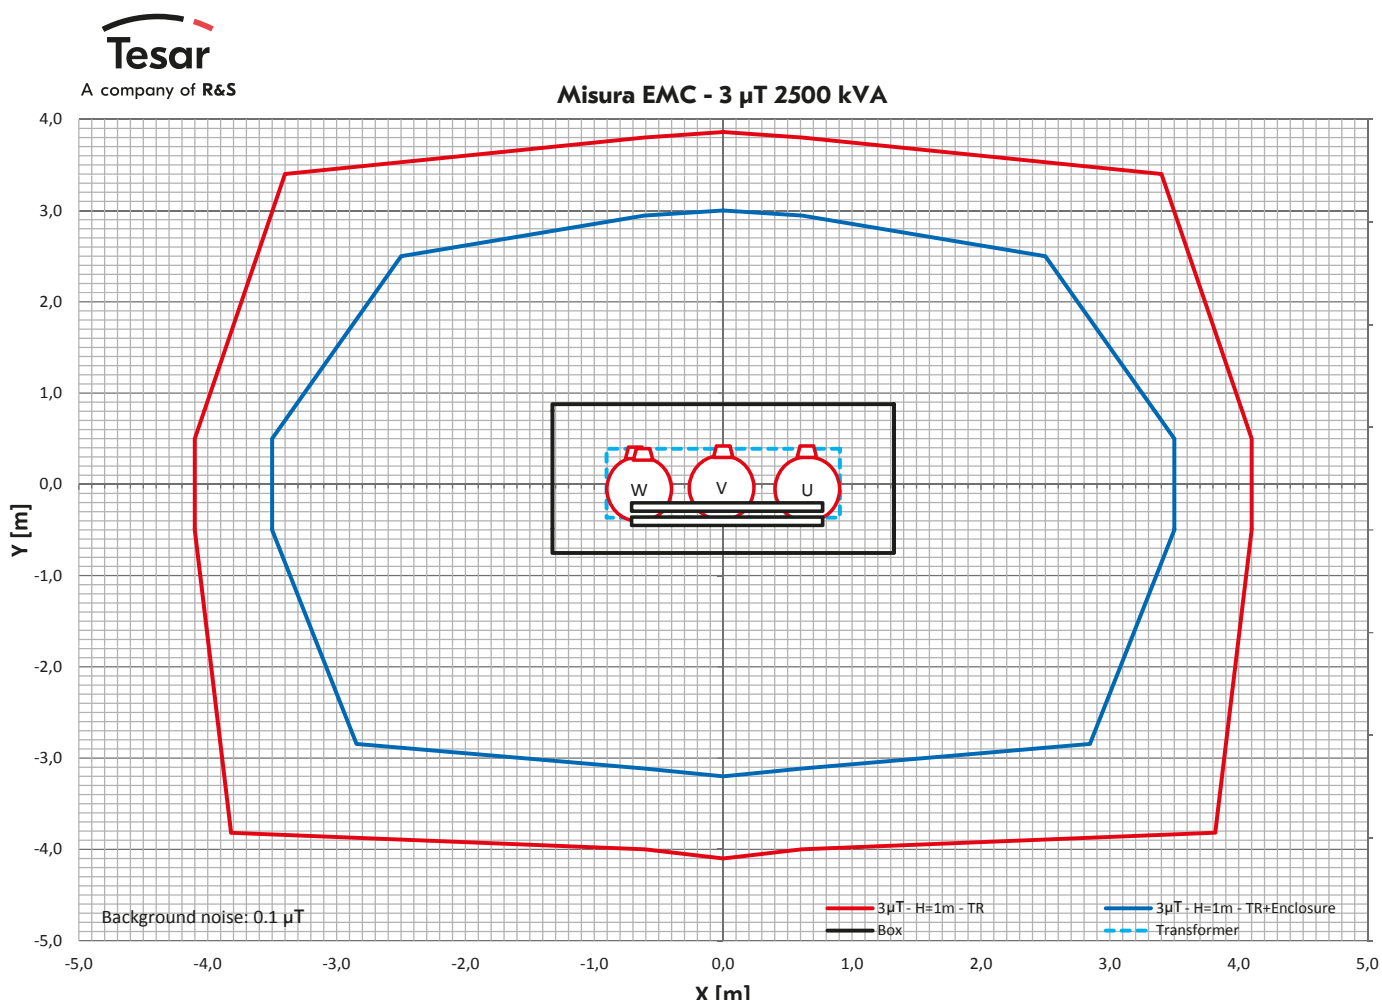 Tesar
A company of R&S
Misura EMC - 3 µT 2500 kVA
4,0
3,0
2,0
1,0
0,0
-1,0
-2,0
-3,0
-4,0
-5,0
Y [m]
W V U
Background noise: 0.1 µT
3µT - H=1m - TR
3µT - H=1m - TR+Enclosure
Box
Transformer
-5,0 -4,0 -3,0 -2,0 -1,0 0,0 1,0 2,0 3,0 4,0 5,0
X [m]